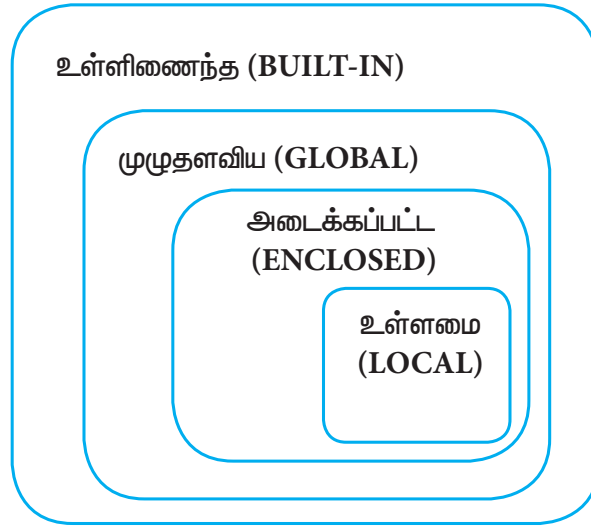 உள்ளிணைந்த (BUILT-IN)
முழுதளவிய (GLOBAL)
அடைக்கப்பட்ட
(ENCLOSED)
உள்ளமை
(LOCAL)